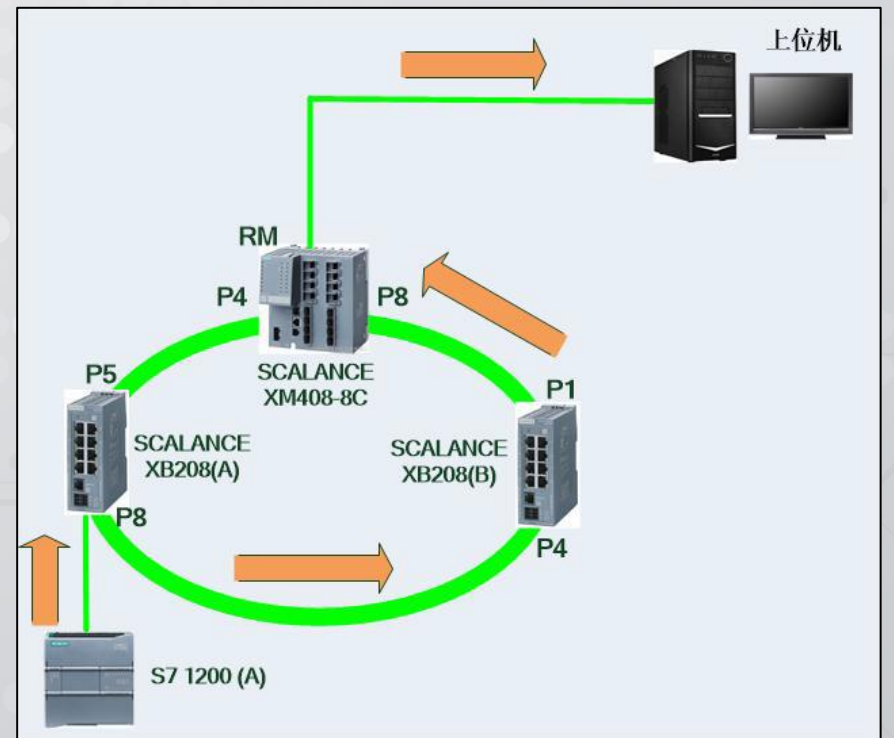 上位机
RM
P4
P8
SCALANCE
XM408-8C
P5
P1
SCALANCE
XB208(A)
SCALANCE
XB208(B)
P8
P4
S7 1200 (A)